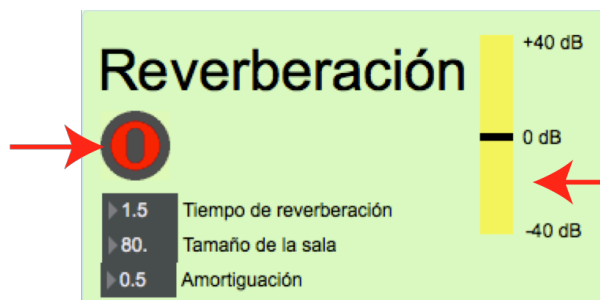 Reverberación
0
1.5 Tiempo de reverberación
80. Tamaño de la sala
0.5 Amortiguación
+40 dB
0 dB
-40 dB